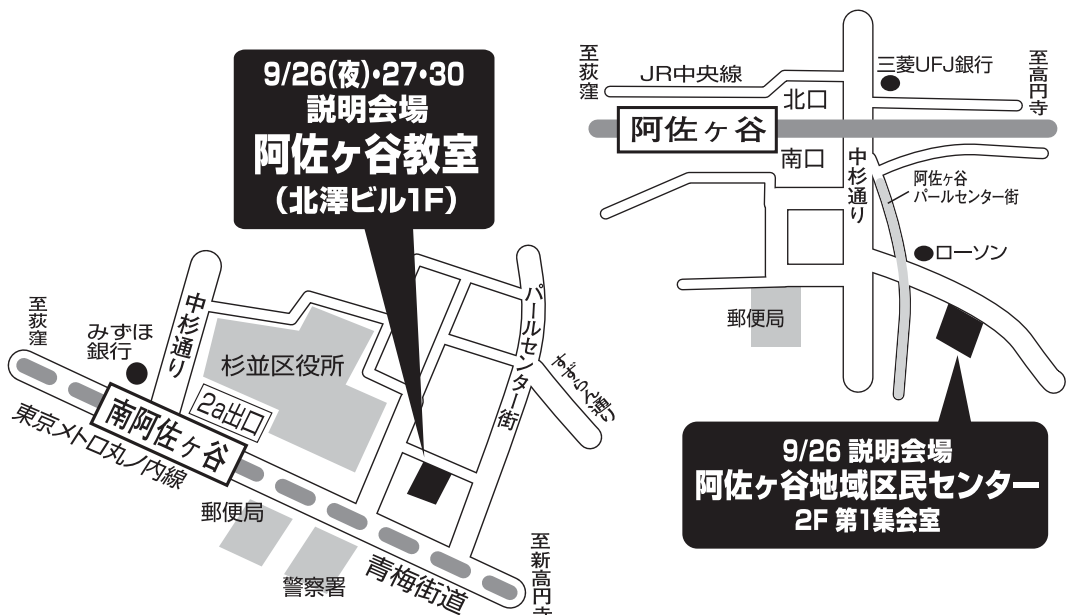 9/26(夜)・27・30
説明会場
阿佐ヶ谷教室
(北澤ビル1F)
至荻窪
みずほ
銀行
中杉通り
杉並区役所
2a出口
南阿佐ヶ谷
東京メトロ丸ノ内線
郵便局
警察署
青梅街道
至新高円寺
パールセンター街
すずらん通り
至荻窪
JR中央線
北口
三菱UFJ銀行
至高円寺
阿佐ヶ谷
南口
中杉通り
阿佐ヶ谷
パールセンター街
ローソン
郵便局
9/26 説明会場
阿佐ヶ谷地域区民センター
2F 第1集会室